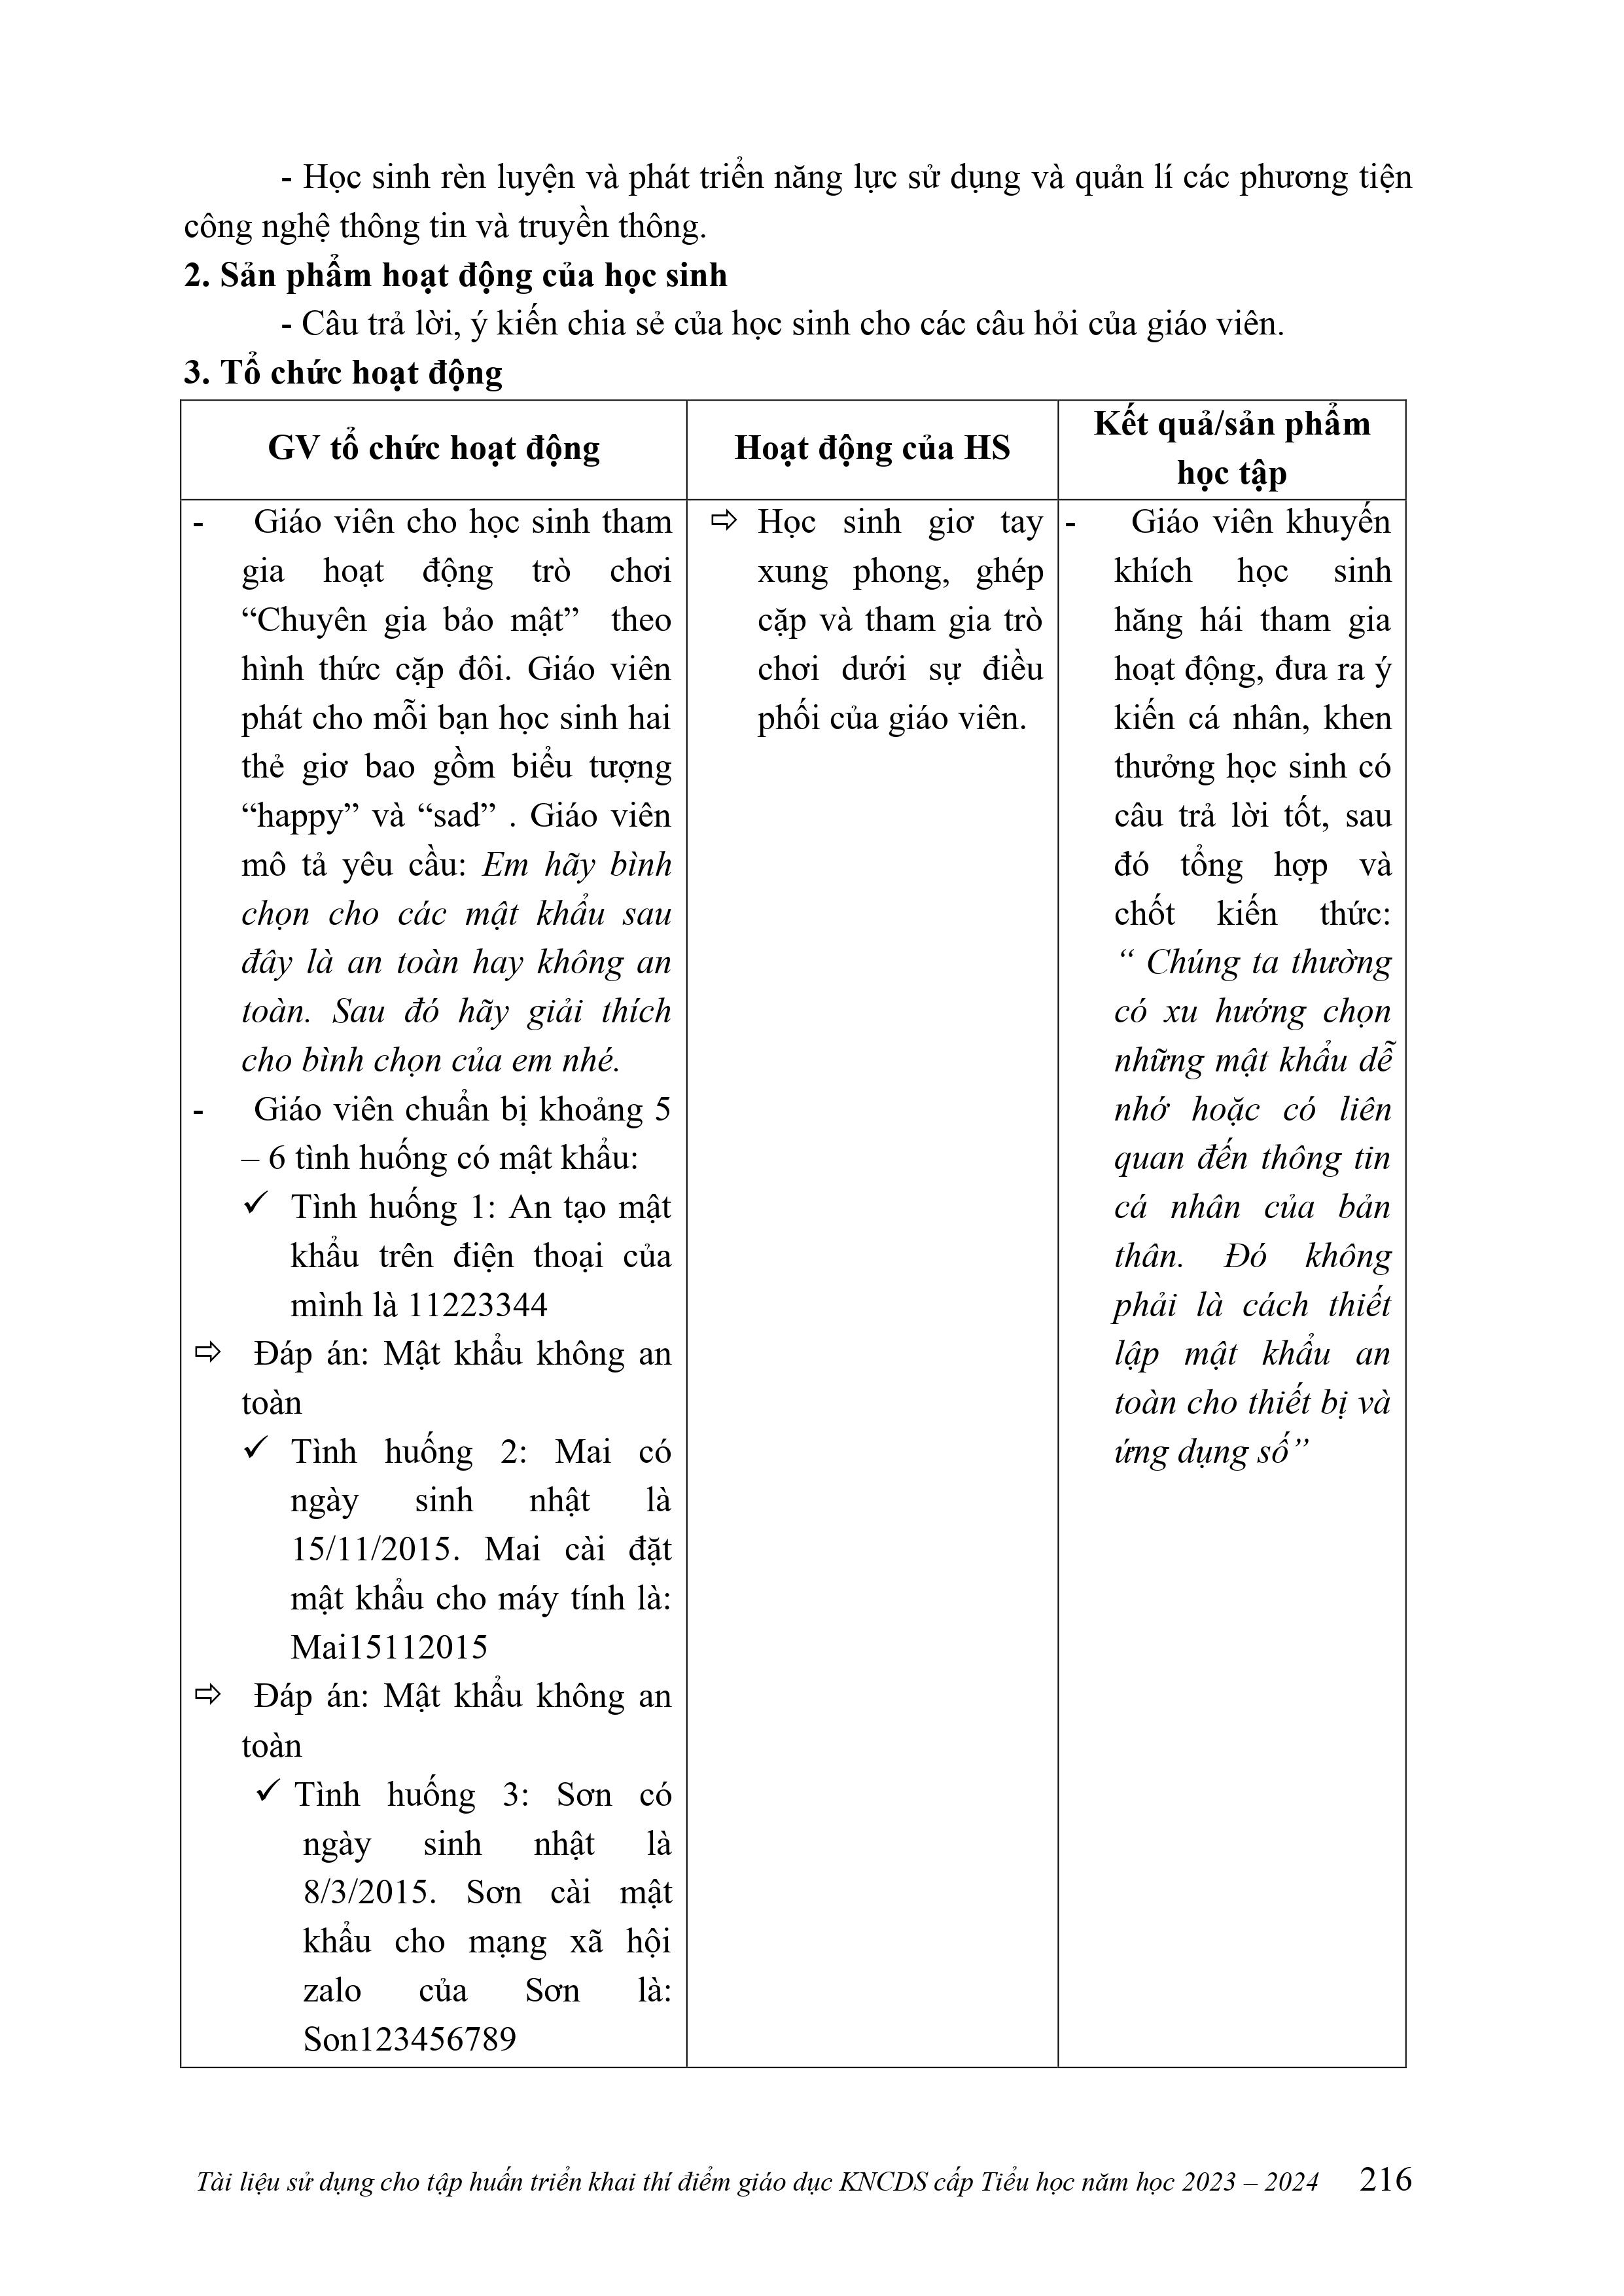 - Học sinh rèn luyện và phát triển năng lực sử dụng và quản lí các phương tiện
công nghệ thông tin và truyền thông.
2. Sản phẩm hoạt động của học sinh
- Câu trả lời, ý kiến chia sẻ của học sinh cho các câu hỏi của giáo viên.
3. Tổ chức hoạt động
GV tổ chức hoạt động
Hoạt động của HS
Kết quả/sản phẩm
học tập
- Giáo viên cho học sinh tham
gia hoạt động trò chơi
“Chuyên gia bảo mật” theo
hình thức cặp đôi. Giáo viên
phát cho mỗi bạn học sinh hai
thẻ giơ bao gồm biểu tượng
“happy” và “sad” . Giáo viên
mô tả yêu cầu: Em hãy bình
chọn cho các mật khẩu sau
đây là an toàn hay không an
toàn. Sau đó hãy giải thích
cho bình chọn của em nhé.
- Giáo viên chuẩn bị khoảng 5
– 6 tình huống có mật khẩu:
✓ Tình huống 1: An tạo mật
khẩu trên điện thoại của
mình là 11223344
⇨ Đáp án: Mật khẩu không an
toàn
✓ Tình huống 2: Mai có
ngày sinh nhật là
15/11/2015. Mai cài đặt
mật khẩu cho máy tính là:
Mai15112015
⇨ Đáp án: Mật khẩu không an
toàn
✓ Tình huống 3: Sơn có
ngày sinh nhật là
8/3/2015. Sơn cài mật
khẩu cho mạng xã hội
zalo của Sơn là:
Son123456789
⇨ Học sinh giơ tay
xung phong, ghép
cặp và tham gia trò
chơi dưới sự điều
phối của giáo viên.
- Giáo viên khuyến
khích học sinh
hăng hái tham gia
hoạt động, đưa ra ý
kiến cá nhân, khen
thưởng học sinh có
câu trả lời tốt, sau
đó tổng hợp và
chốt kiến thức:
“ Chúng ta thường
có xu hướng chọn
những mật khẩu dễ
nhớ hoặc có liên
quan đến thông tin
cá nhân của bản
thân. Đó không
phải là cách thiết
lập mật khẩu an
toàn cho thiết bị và
ứng dụng số”
Tài liệu sử dụng cho tập huấn triển khai thí điểm giáo dục KNCDS cấp Tiểu học năm học 2023 – 2024 216